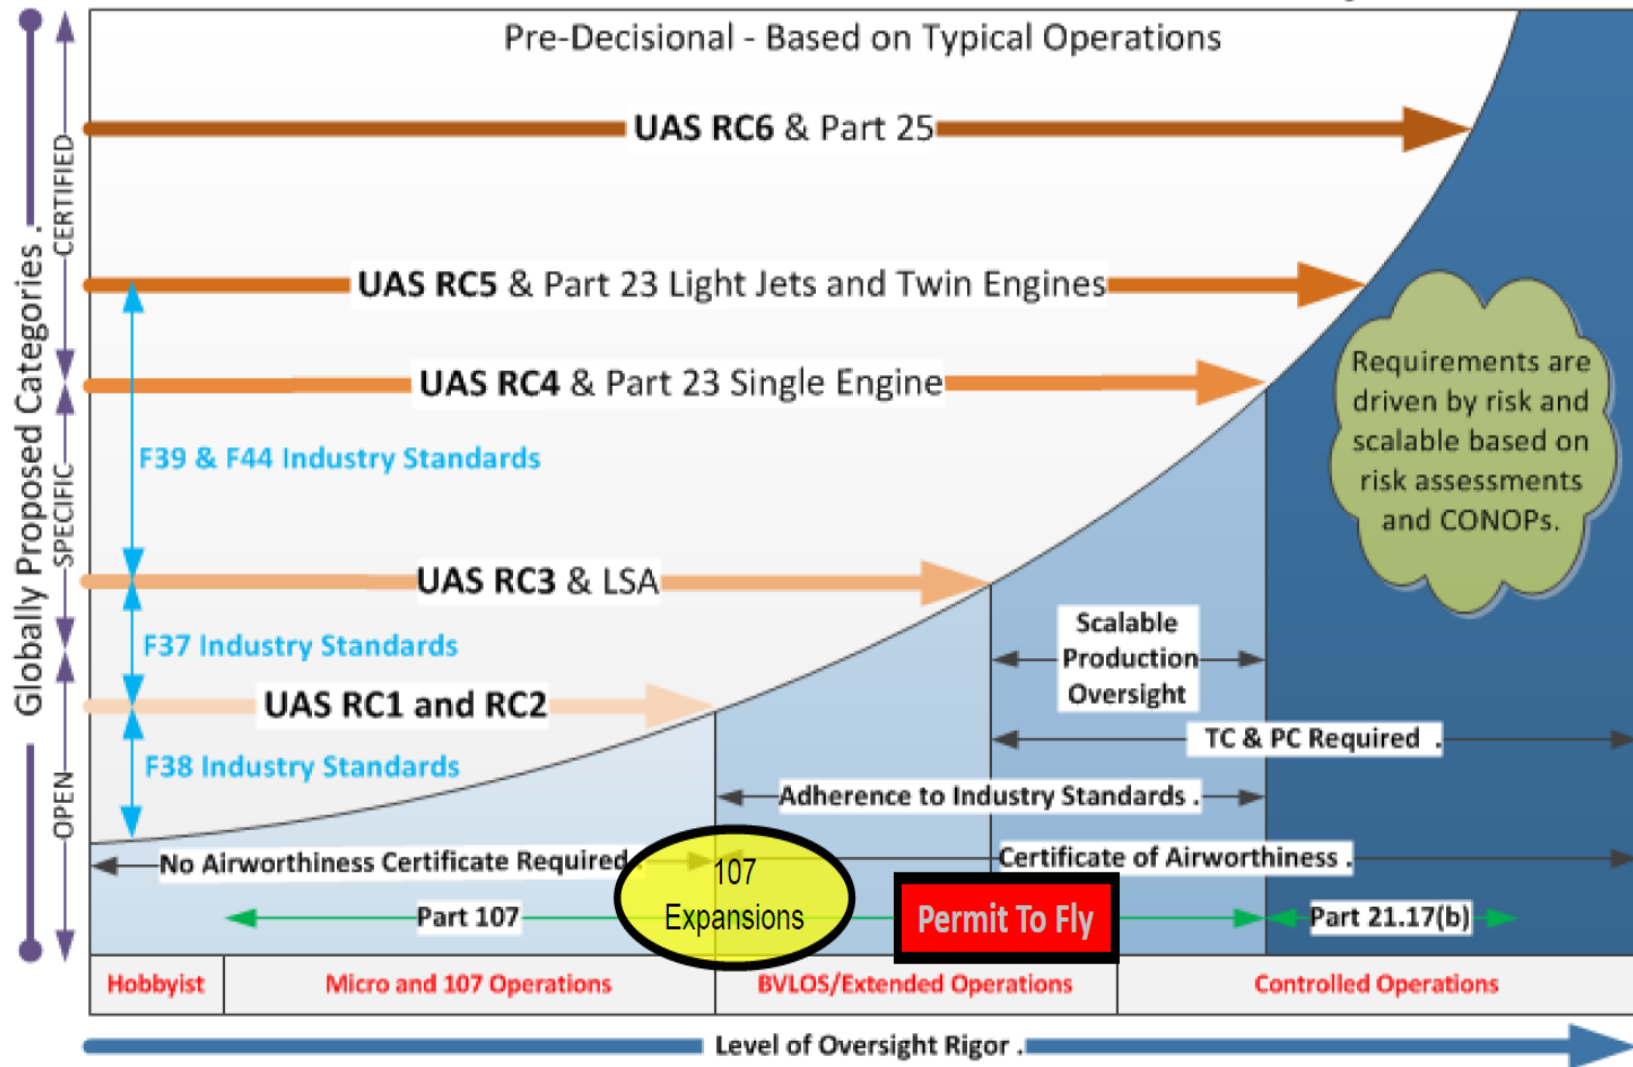 Pre-Decisional - Based on Typical Operations
UAS RC6 & Part 25
UAS RC5 & Part 23 Light Jets and Twin Engines
UAS RC4 & Part 23 Single Engine
F39 & F44 Industry Standards
UAS RC3 & LSA
F37 Industry Standards
UAS RC1 and RC2
F38 Industry Standards
Globally Proposed Categories .
CERTIFIED
SPECIFIC
OPEN
Requirements are
driven by risk and
scalable based on
risk assessments
and CONOPs.
Scalable
Production
Oversight
TC & PC Required .
Adherence to Industry Standards .
No Airworthiness Certificate Required .
Certificate of Airworthiness .
107
Expansions
Part 107
Permit To Fly
Part 21.17(b)
Hobbyist
Micro and 107 Operations
BVLOS/Extended Operations
Controlled Operations
Level of Oversight Rigor .